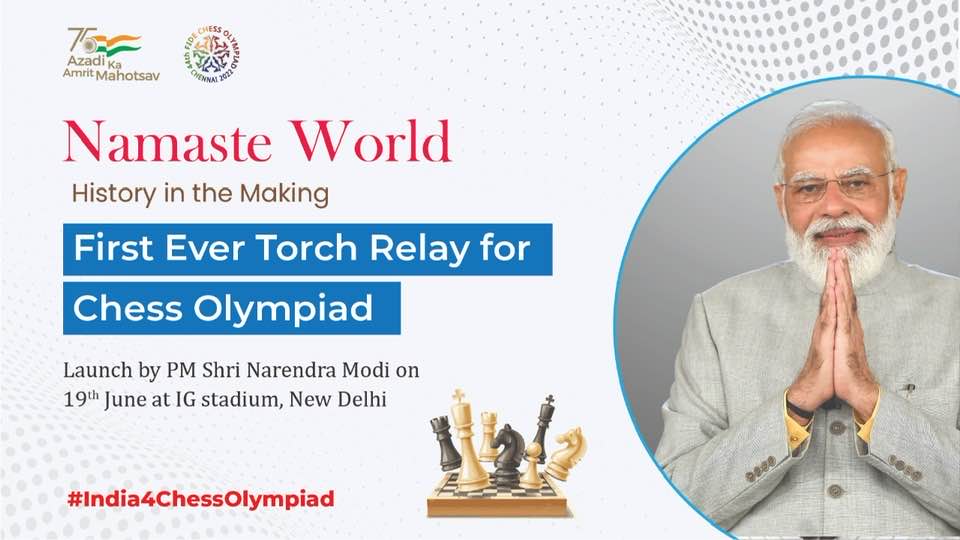 75
Azadi
Ka
Amrit Mahotsav
44th FIDE CHESS OLYMPIAD
CHENNAI 2022
Namaste World
History in the Making
First Ever Torch Relay for
Chess Olympiad
Launch by PM Shri Narendra Modi on
19th June at IG stadium, New Delhi
#India4ChessOlympiad